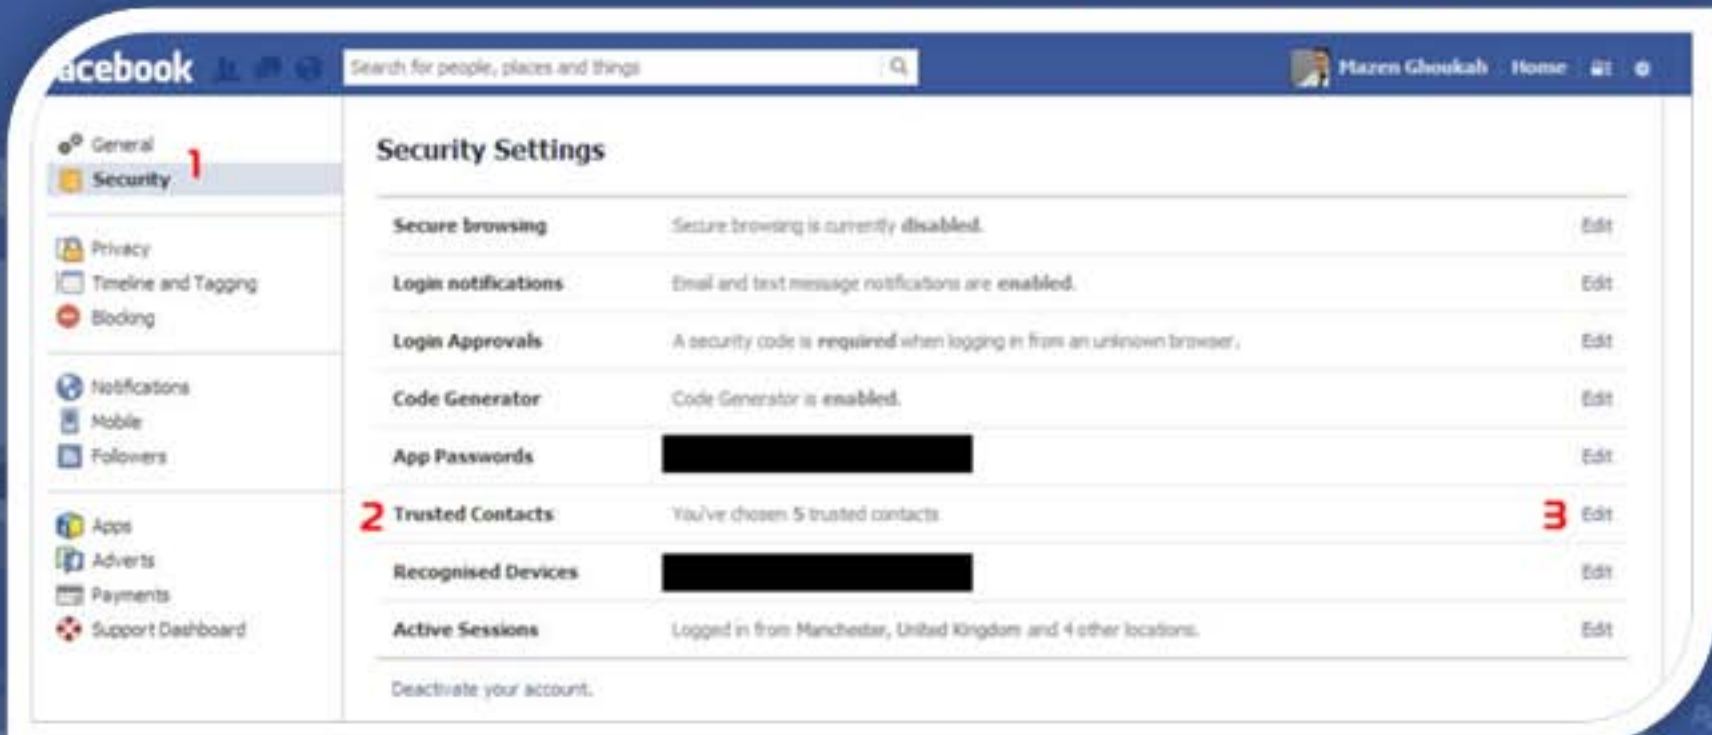 acebook
Search for people, places and things
Mazen Ghoukah Home
General
1
Security
Privacy
Timeline and Tagging
Blocking
Notifications
Mobile
Followers
Apps
Adverts
Payments
Support Dashboard
Security Settings
Secure browsing Secure browsing is currently disabled. Edit
Login notifications Email and text message notifications are enabled. Edit
Login Approvals A security code is required when logging in from an unknown browser. Edit
Code Generator Code Generator is enabled. Edit
App Passwords Edit
2 Trusted Contacts You've chosen 5 trusted contacts 3 Edit
Recognised Devices Edit
Active Sessions Logged in from Manchester, United Kingdom and 4 other locations. Edit
Deactivate your account.